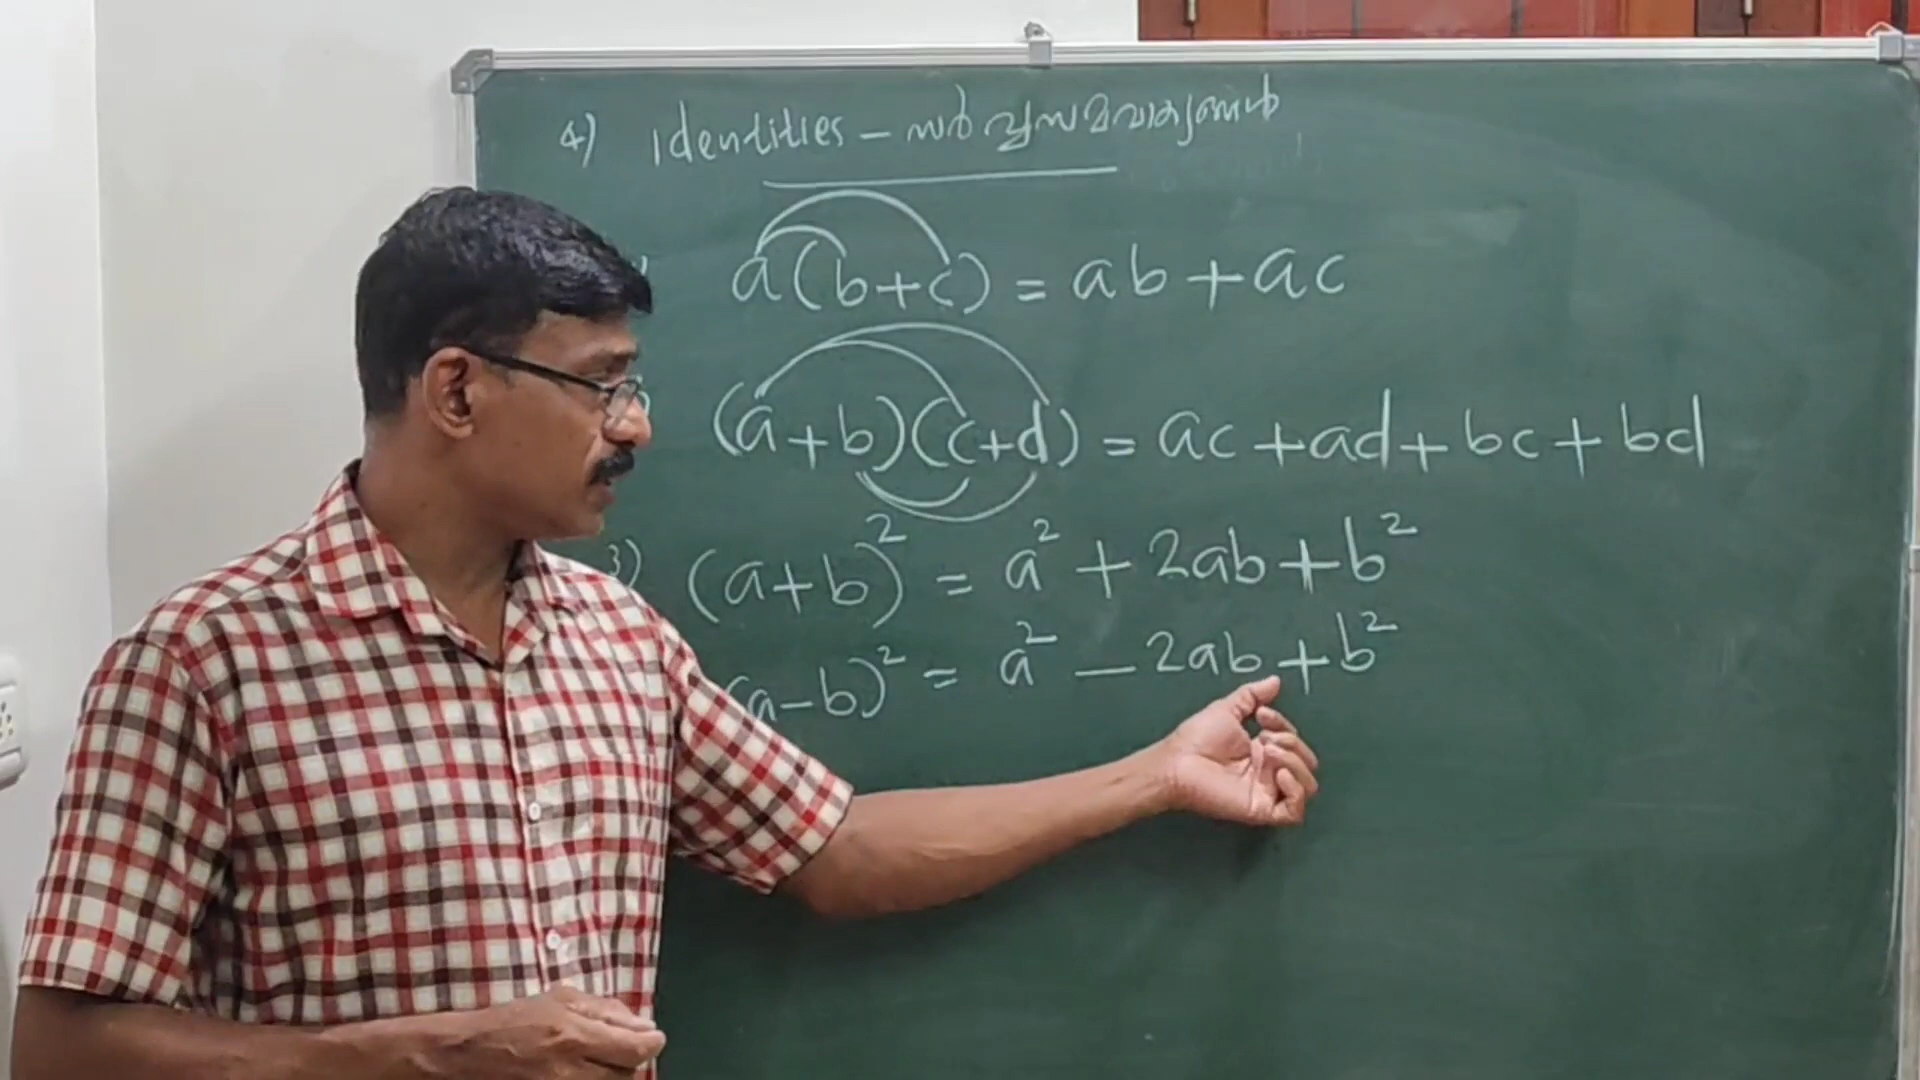 4) Identities – സർവ്വസമവാക്യങ്ങൾ
a(b+c) = ab + ac
(a+b)(c+d) = ac + ad + bc + bd
3) (a+b)² = a² + 2ab + b²
(a-b)² = a² - 2ab + b²